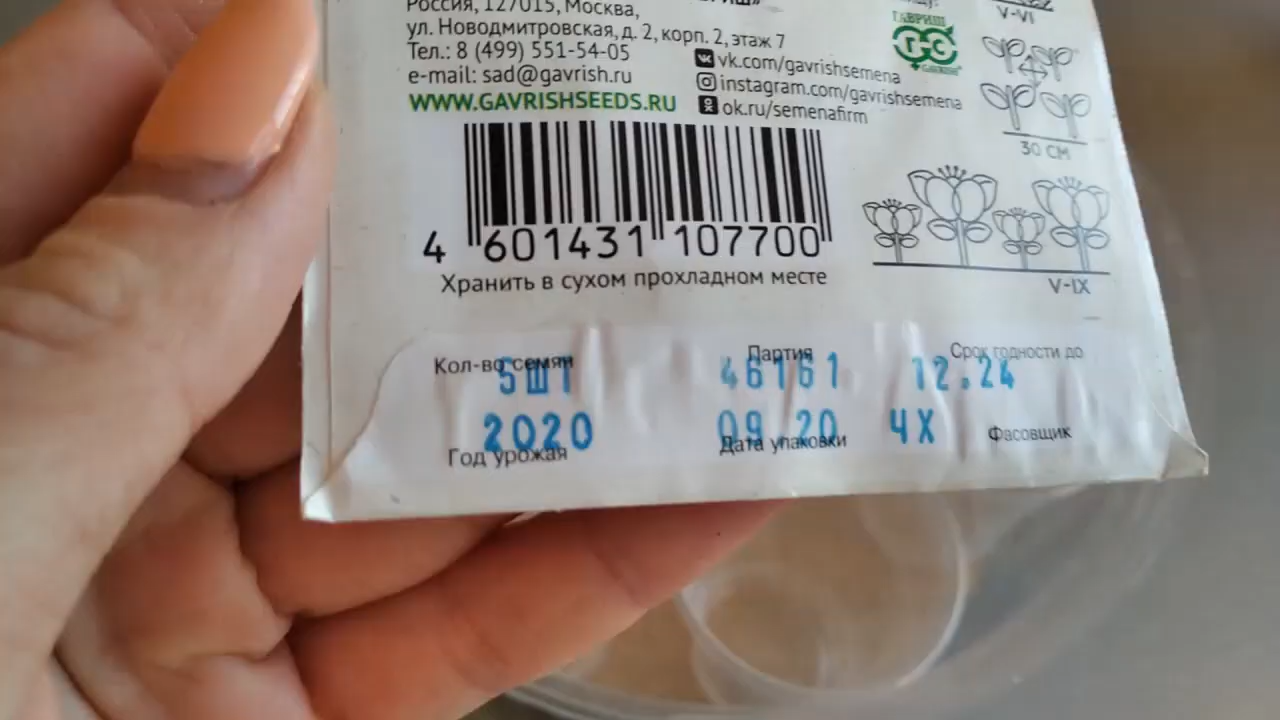 Россия, 127015, Москва,
ул. Новодмитровская, д. 2, корп. 2, этаж 7
Тел.: 8 (499) 551-54-05
e-mail: sad@gavrish.ru
WWW.GAVRISHSEEDS.RU
vk.com/gavrishsemena
instagram.com/gavrishsemena
ok.ru/semenafirm
ГАВРИШ
V-VI
30 СМ
4 601431 107700
Хранить в сухом прохладном месте
V-IX
Кол-во семян
5ШТ
Партия
46161
Срок годности до
12.24
2020
Год урожая
09 20
Дата упаковки
4Х
Фасовщик